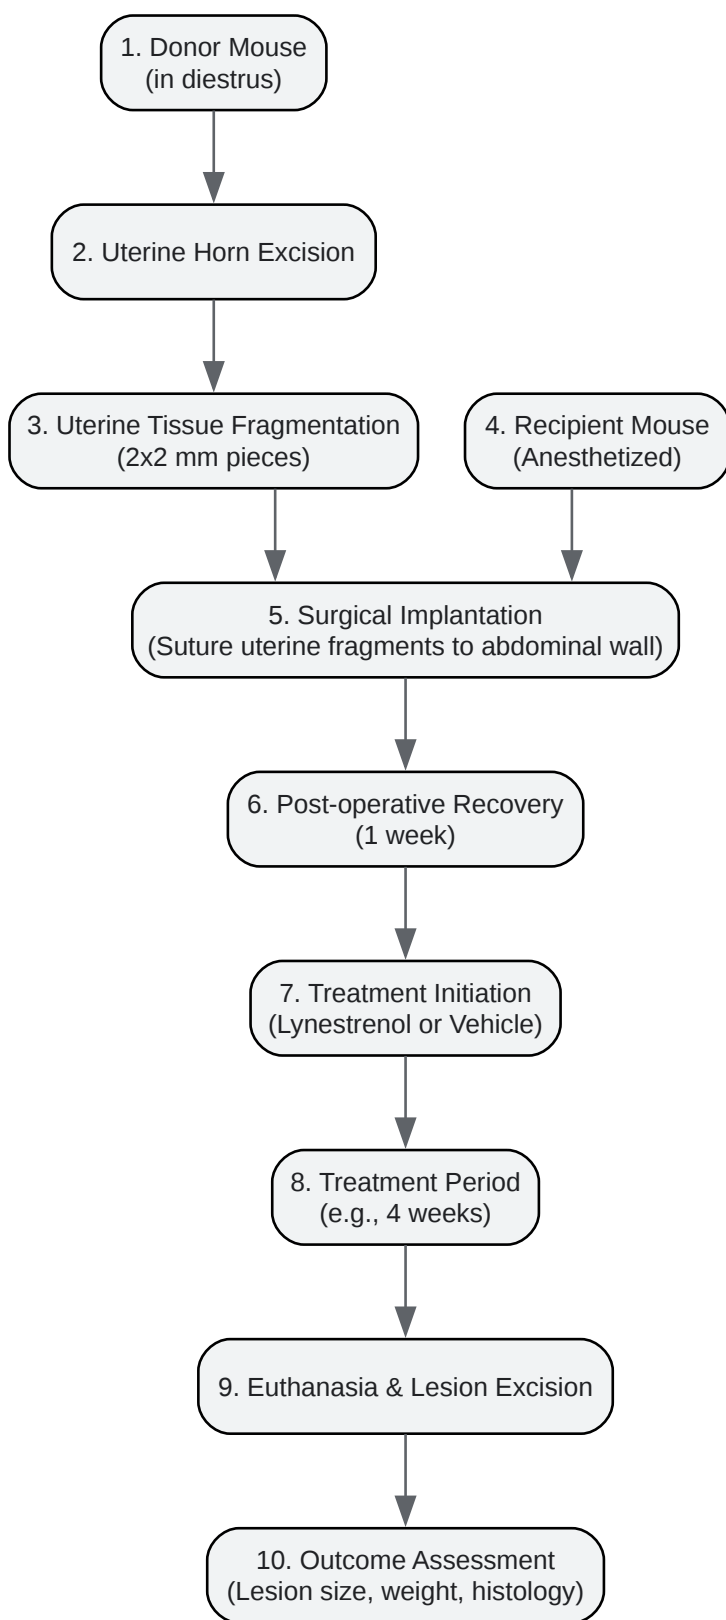 1. Donor Mouse
(in diestrus)
2. Uterine Horn Excision
3. Uterine Tissue Fragmentation
(2x2 mm pieces)
4. Recipient Mouse
(Anesthetized)
5. Surgical Implantation
(Suture uterine fragments to abdominal wall)
6. Post-operative Recovery
(1 week)
7. Treatment Initiation
(Lynestrenol or Vehicle)
8. Treatment Period
(e.g., 4 weeks)
9. Euthanasia & Lesion Excision
10. Outcome Assessment
(Lesion size, weight, histology)